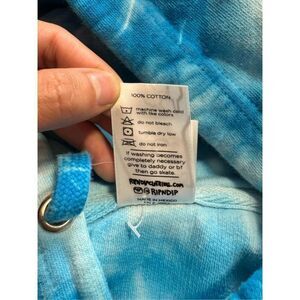 100% COTTON
machine wash cold
with like colors
do not bleach
tumble dry low
do not iron
If washing becomes
completely necessary
give to daddy or bf
then go skate.
RIPNDIPCLOTHING.COM
@RIPNDIP
MADE IN MEXICO